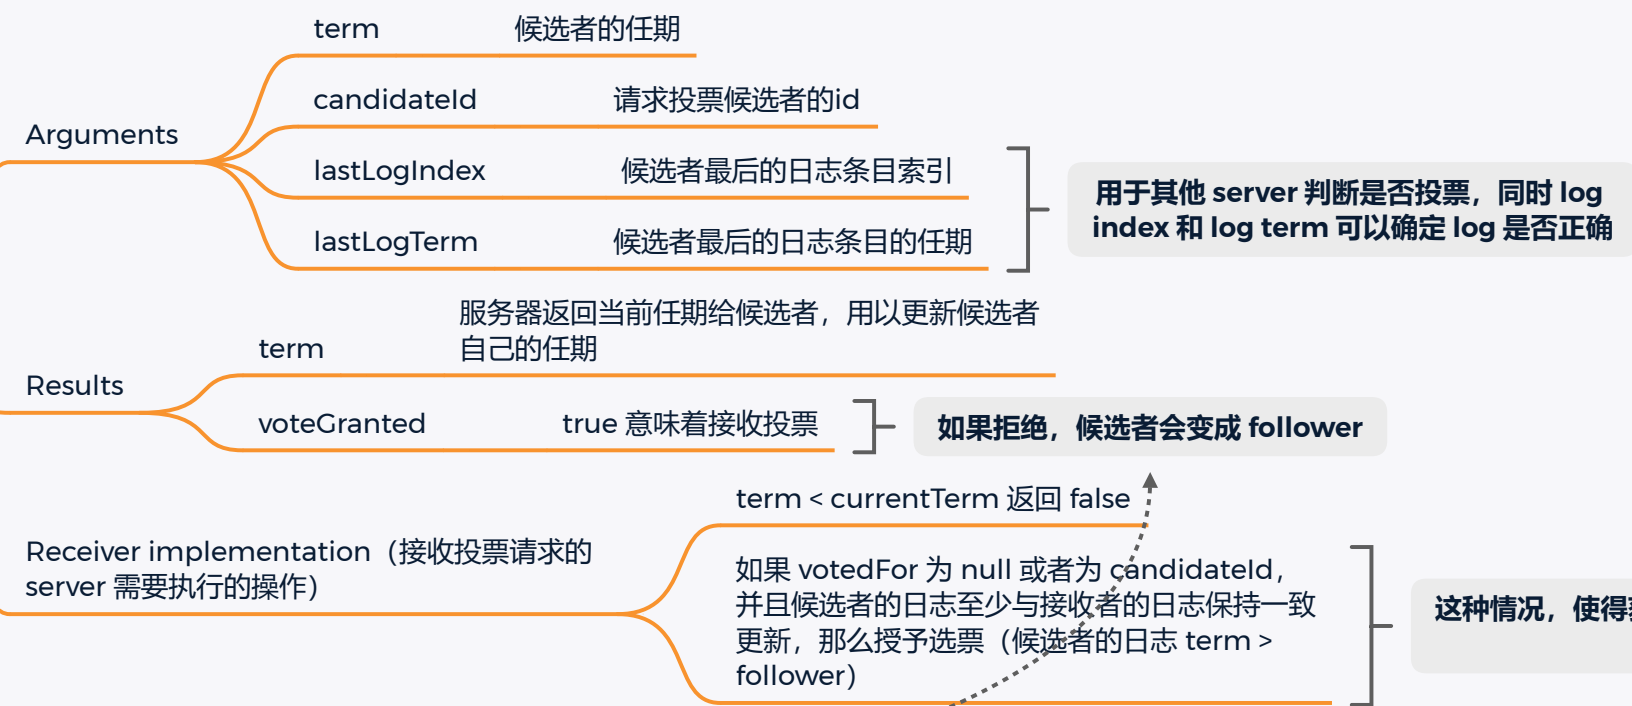 term 候选者的任期
candidateId 请求投票候选者的id
Arguments
lastLogIndex 候选者最后的日志条目索引
lastLogTerm 候选者最后的日志条目的任期
用于其他 server 判断是否投票，同时 log
index 和 log term 可以确定 log 是否正确
Results
term
服务器返回当前任期给候选者，用以更新候选者
自己的任期
voteGranted true 意味着接收投票
如果拒绝，候选者会变成 follower
Receiver implementation（接收投票请求的
server 需要执行的操作）
term < currentTerm 返回 false
如果 votedFor 为 null 或者为 candidateId，
并且候选者的日志至少与接收者的日志保持一致
更新，那么授予选票（候选者的日志 term >
follower）
这种情况，使得